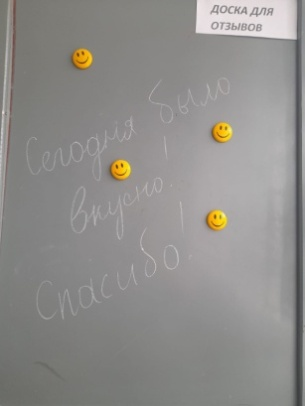 ДОСКА ДЛЯ
ОТЗЫВОВ
Сегодня было
вкусно!
Спасибо!